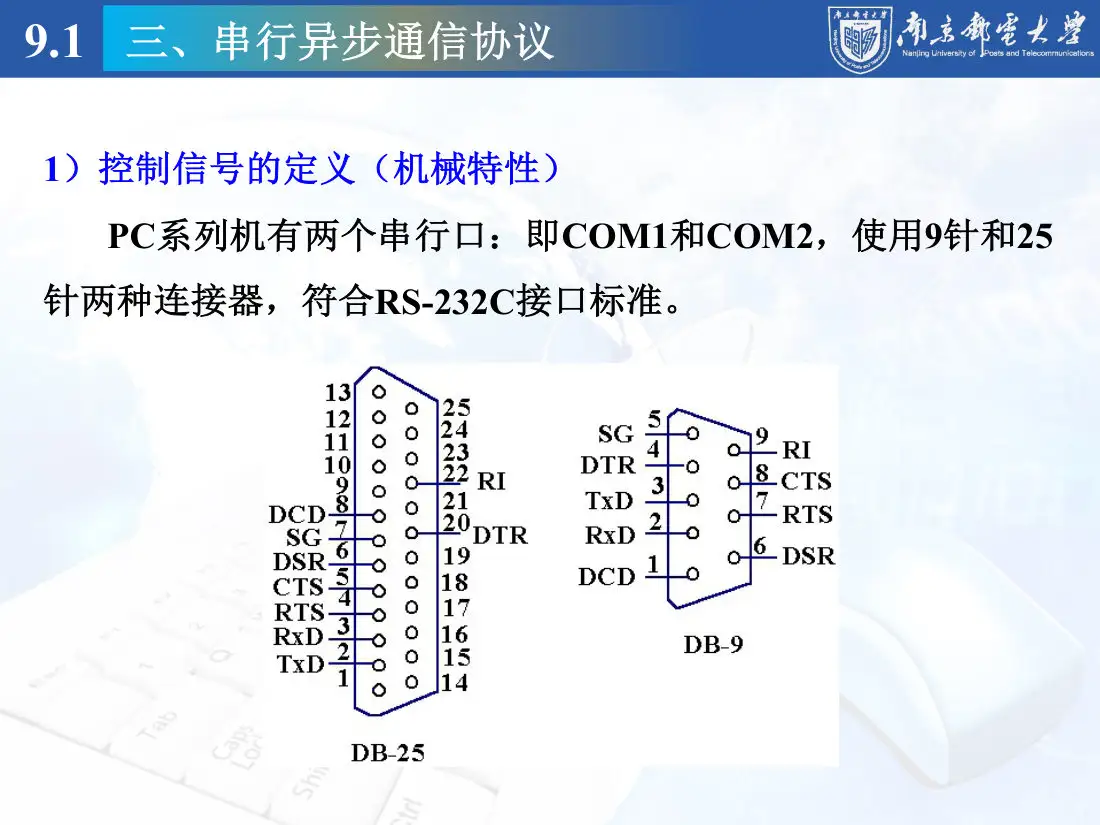 9.1 三、串行异步通信协议
南京邮电大学
Nanjing University of Posts and Telecommunications
1）控制信号的定义（机械特性）
PC系列机有两个串行口：即COM1和COM2，使用9针和25
针两种连接器，符合RS-232C接口标准。
13
12
11
10
9
DCD 8
SG 7
DSR 6
CTS 5
RTS 4
RxD 3
TxD 2
1
25
24
23
22 RI
21
20 DTR
19
18
17
16
15
14
DB-25
SG 5
DTR 4
TxD 3
RxD 2
DCD 1
9 RI
8 CTS
7 RTS
6 DSR
DB-9
Tab
Caps
Lock
Shift
Q